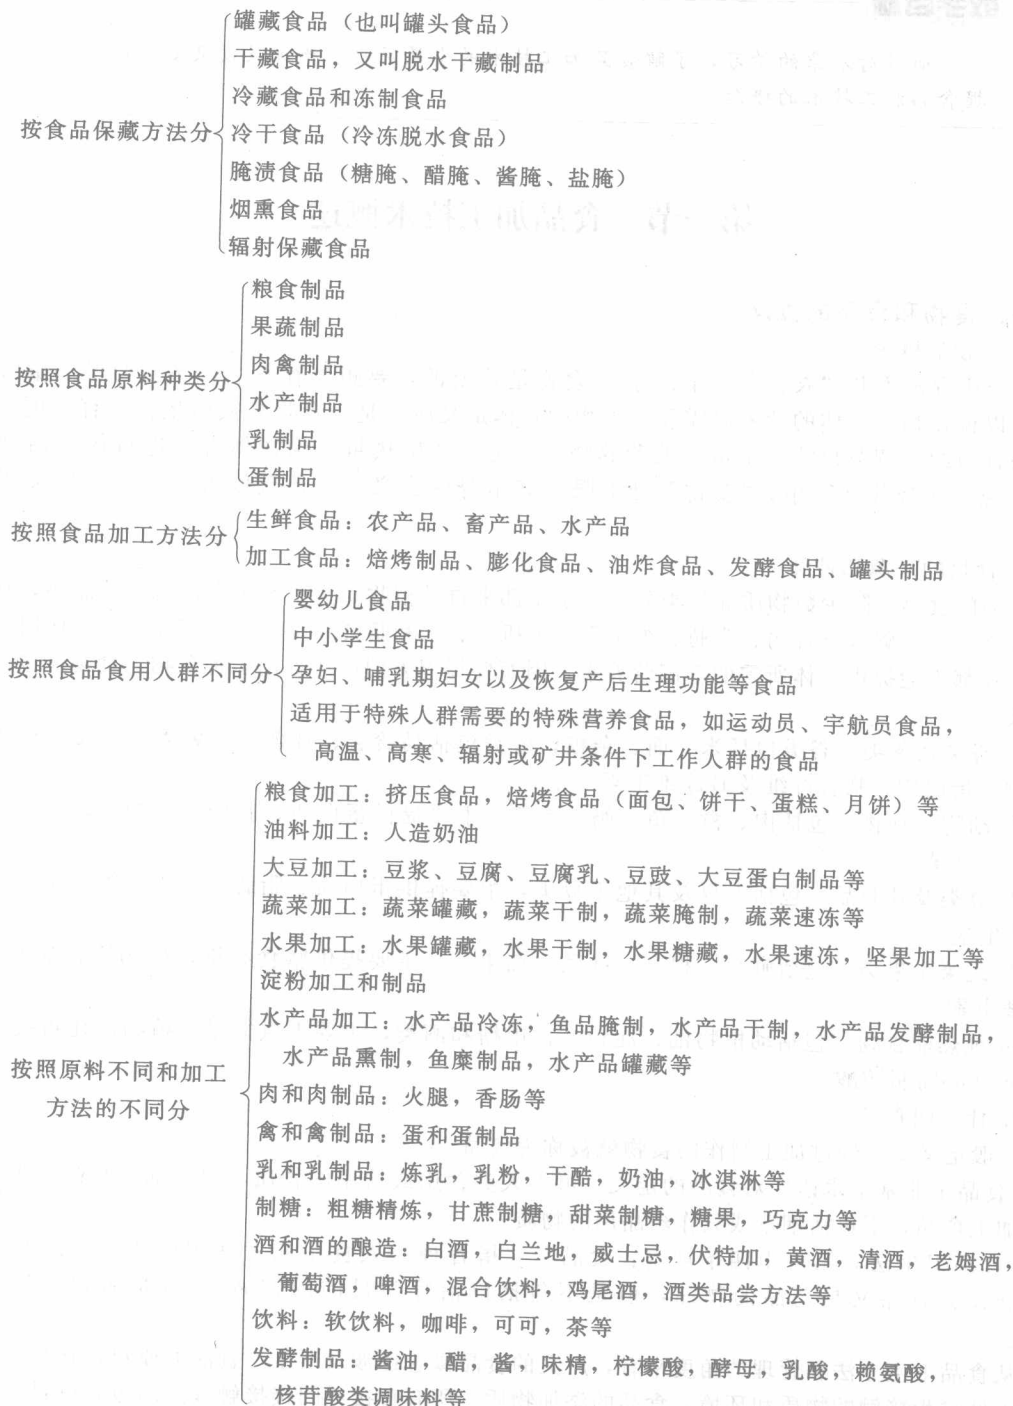 罐藏食品（也叫罐头食品）
干藏食品，又叫脱水干藏制品
冷藏食品和冻制食品
按食品保藏方法分
冷干食品（冷冻脱水食品）
腌渍食品（糖腌、醋腌、酱腌、盐腌）
烟熏食品
辐射保藏食品
粮食制品
果蔬制品
肉禽制品
按照食品原料种类分
水产制品
乳制品
蛋制品
按照食品加工方法分
生鲜食品：农产品、畜产品、水产品
加工食品：焙烤制品、膨化食品、油炸食品、发酵食品、罐头制品
婴幼儿食品
中小学生食品
按照食品食用人群不同分
孕妇、哺乳期妇女以及恢复产后生理功能等食品
适用于特殊人群需要的特殊营养食品，如运动员、宇航员食品，
高温、高寒、辐射或矿井条件下工作人群的食品
粮食加工：挤压食品，焙烤食品（面包、饼干、蛋糕、月饼）等
油料加工：人造奶油
大豆加工：豆浆、豆腐、豆腐乳、豆豉、大豆蛋白制品等
蔬菜加工：蔬菜罐藏，蔬菜干制，蔬菜腌制，蔬菜速冻等
水果加工：水果罐藏，水果干制，水果糖藏，水果速冻，坚果加工等
淀粉加工和制品
水产品加工：水产品冷冻，鱼品腌制，水产品干制，水产品发酵制品，
水产品熏制，鱼糜制品，水产品罐藏等
按照原料不同和加工
方法的不同分
肉和肉制品：火腿，香肠等
禽和禽制品：蛋和蛋制品
乳和乳制品：炼乳，乳粉，干酪，奶油，冰淇淋等
制糖：粗糖精炼，甘蔗制糖，甜菜制糖，糖果，巧克力等
酒和酒的酿造：白酒，白兰地，威士忌，伏特加，黄酒，清酒，老姆酒，
葡萄酒，啤酒，混合饮料，鸡尾酒，酒类品尝方法等
饮料：软饮料，咖啡，可可，茶等
发酵制品：酱油，醋，酱，味精，柠檬酸，酵母，乳酸，赖氨酸，
核苷酸类调味料等